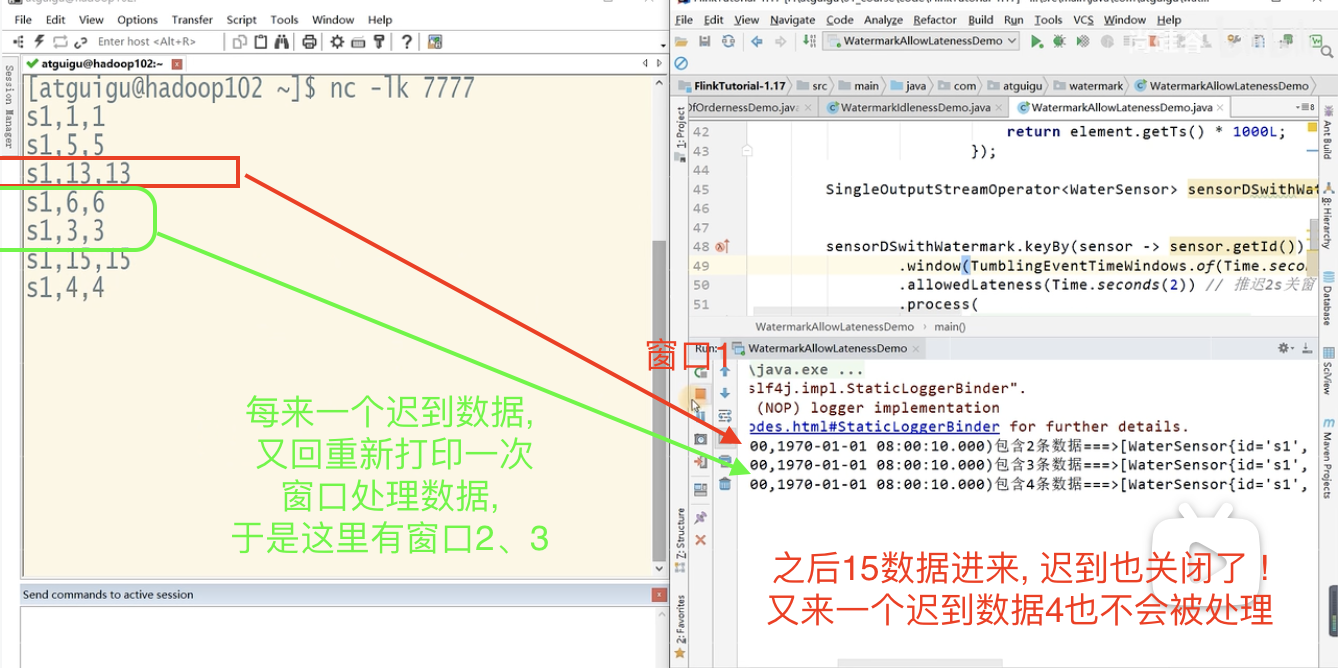 File Edit View Options Transfer Script Tools Window Help
Enter host <Alt+R>
atguigu@hadoop102:~
Session Manager
[atguigu@hadoop102 ~]$ nc -lk 7777
s1,1,1
s1,5,5
s1,13,13
s1,6,6
s1,3,3
s1,15,15
s1,4,4
每来一个迟到数据,
又回重新打印一次
窗口处理数据,
于是这里有窗口2、3
Send commands to active session
File Edit View Navigate Code Analyze Refactor Build Run Tools VCS Window Help
WatermarkAllowLatenessDemo
FlinkTutorial-1.17 src main java com atguigu watermark WatermarkAllowLatenessDemo
OfOrdernessDemo.java WatermarkIdlenessDemo.java WatermarkAllowLatenessDemo.java
1: Project
42 return element.getTs() * 1000L;
43 });
44
45 SingleOutputStreamOperator<WaterSensor> sensorDSwithWat
46
47
48 sensorDSwithWatermark.keyBy(sensor -> sensor.getId())
49 .window(TumblingEventTimeWindows.of(Time.seco
50 .allowedLateness(Time.seconds(2)) // 推迟2s关窗
51 .process(
WatermarkAllowLatenessDemo main()
Ant Build
8: Hierarchy
Database
SciView
Maven Projects
窗口1
Run: WatermarkAllowLatenessDemo
\java.exe ...
slf4j.impl.StaticLoggerBinder".
(NOP) logger implementation
odes.html#StaticLoggerBinder for further details.
00,1970-01-01 08:00:10.000)包含2条数据===>[WaterSensor{id='s1',
00,1970-01-01 08:00:10.000)包含3条数据===>[WaterSensor{id='s1',
00,1970-01-01 08:00:10.000)包含4条数据===>[WaterSensor{id='s1',
Z: Structure
2: Favorites
之后15数据进来, 迟到也关闭了！
又来一个迟到数据4也不会被处理